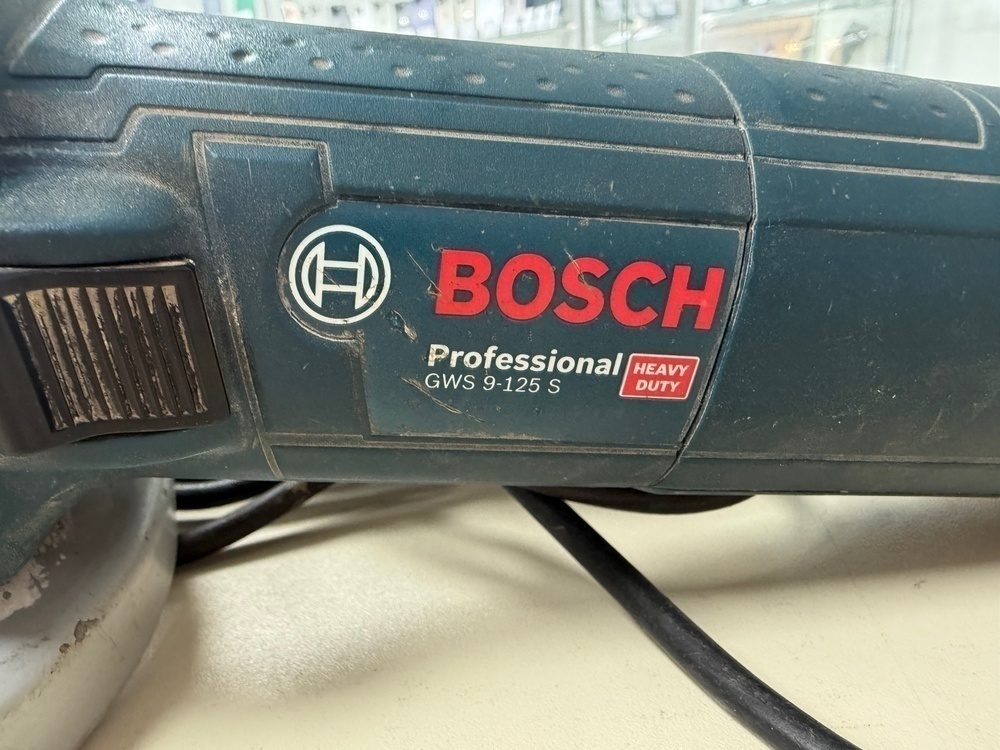 BOSCH
Professional HEAVY DUTY
GWS 9-125 S